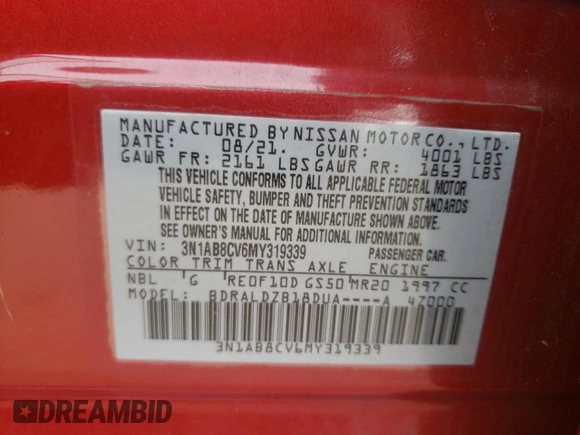 MANUFACTURED BY NISSAN MOTOR CO., LTD.
DATE: 08/21. GVWR: 4001 LBS
GAWR FR: 2161 LBS GAWR RR: 1863 LBS
THIS VEHICLE CONFORMS TO ALL APPLICABLE FEDERAL MOTOR
VEHICLE SAFETY, BUMPER AND THEFT PREVENTION STANDARDS
IN EFFECT ON THE DATE OF MANUFACTURE SHOWN ABOVE.
SEE OWNER'S MANUAL FOR ADDITIONAL INFORMATION.
VIN: 3N1AB8CV6MY319339 PASSENGER CAR.
COLOR TRIM TRANS AXLE ENGINE
NBL G RE0F10D GS50 MR20 1997 CC
MODEL: BDRALDZB18DUA----A 47000
3N1AB8CV6MY319339
DREAMBID